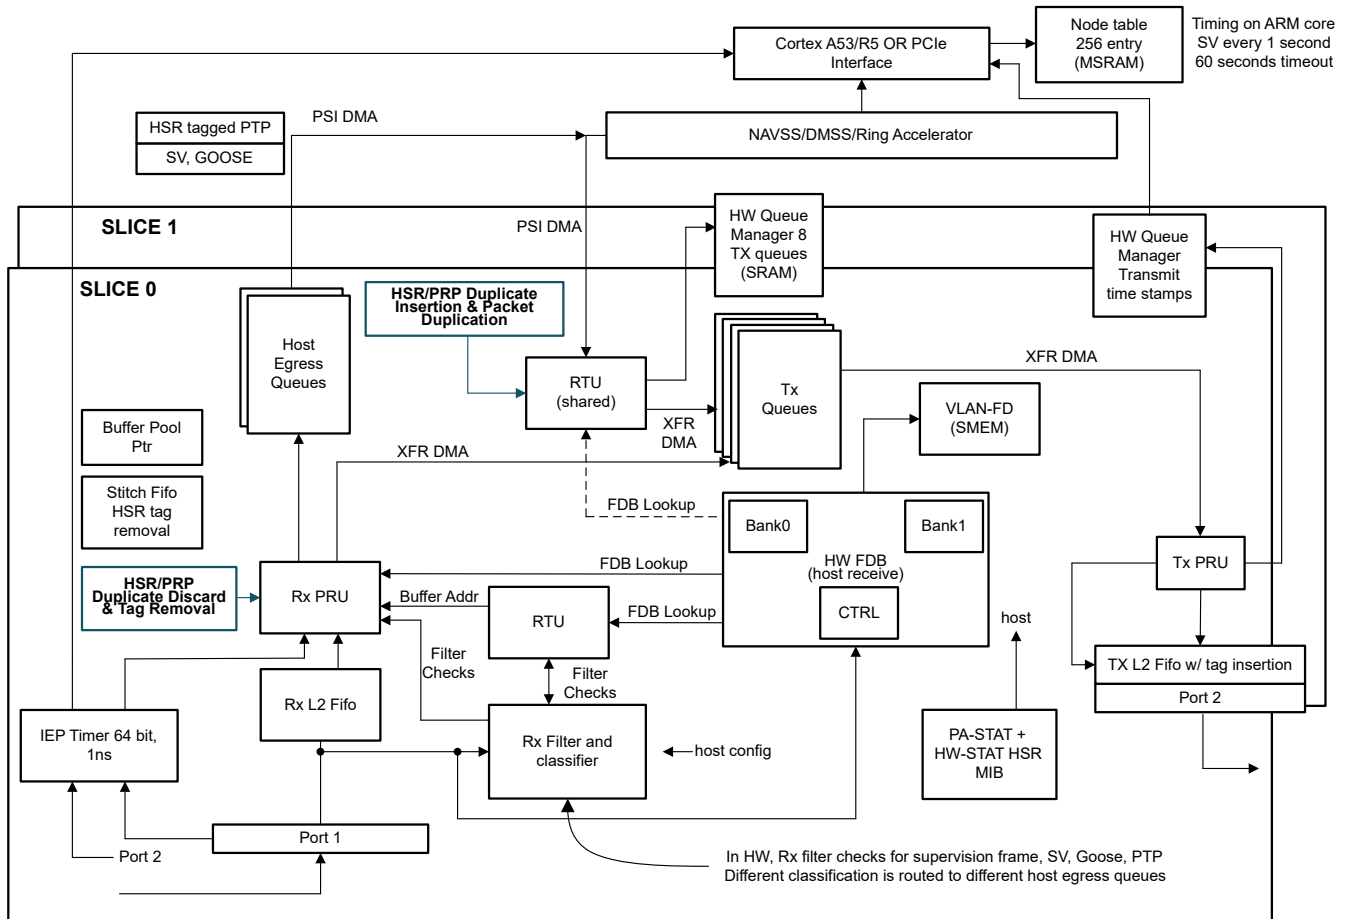 Cortex A53/R5 OR PCIe
Interface
Node table
256 entry
(MSRAM)
Timing on ARM core
SV every 1 second
60 seconds timeout
HSR tagged PTP
SV, GOOSE
PSI DMA
NAVSS/DMSS/Ring Accelerator
SLICE 1
PSI DMA
HW Queue
Manager 8
TX queues
(SRAM)
HW Queue
Manager
Transmit
time stamps
SLICE 0
HSR/PRP Duplicate
Insertion & Packet
Duplication
Host
Egress
Queues
RTU
(shared)
XFR
DMA
Tx
Queues
XFR DMA
VLAN-FD
(SMEM)
Buffer Pool
Ptr
XFR DMA
Stitch Fifo
HSR tag
removal
FDB Lookup
Bank0
Bank1
HW FDB
(host receive)
CTRL
Tx PRU
HSR/PRP
Duplicate Discard
& Tag Removal
Rx PRU
FDB Lookup
Buffer Addr
RTU
FDB Lookup
host
Filter
Checks
Filter
Checks
TX L2 Fifo w/ tag insertion
Port 2
Rx L2 Fifo
IEP Timer 64 bit,
1ns
Rx Filter and
classifier
host config
PA-STAT +
HW-STAT HSR
MIB
Port 1
Port 2
In HW, Rx filter checks for supervision frame, SV, Goose, PTP
Different classification is routed to different host egress queues